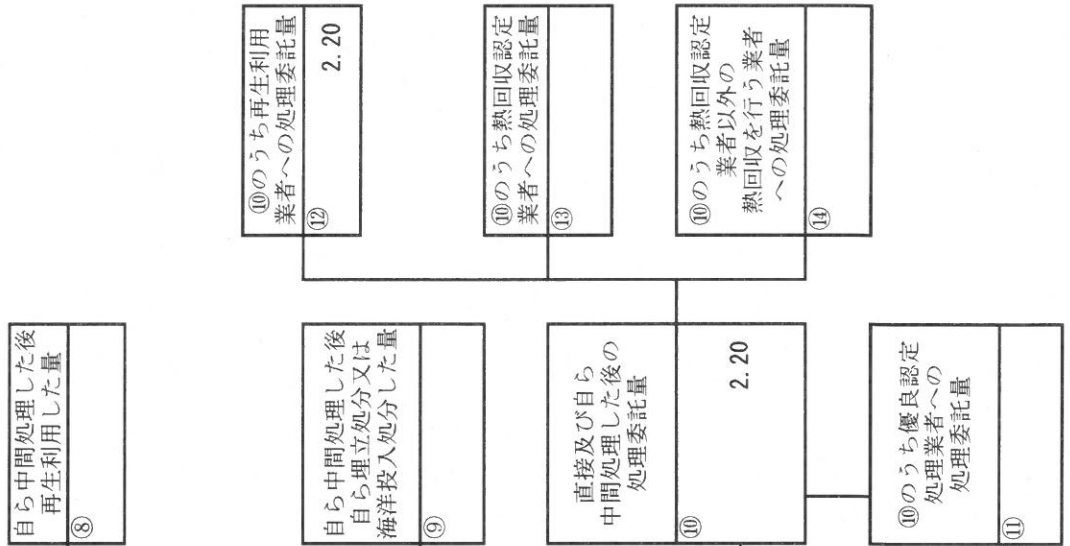 自ら中間処理した後
再生利用した量
⑧
自ら中間処理した後
自ら埋立処分又は
海洋投入処分した量
⑨
直接及び自ら
中間処理した後の
処理委託量
⑩
2.20
⑩のうち優良認定
処理業者への
処理委託量
⑪
⑩のうち再生利用
業者への処理委託量
⑫
2.20
⑩のうち熱回収認定
業者への処理委託量
⑬
⑩のうち熱回収認定
業者以外の
熱回収を行う業者
への処理委託量
⑭